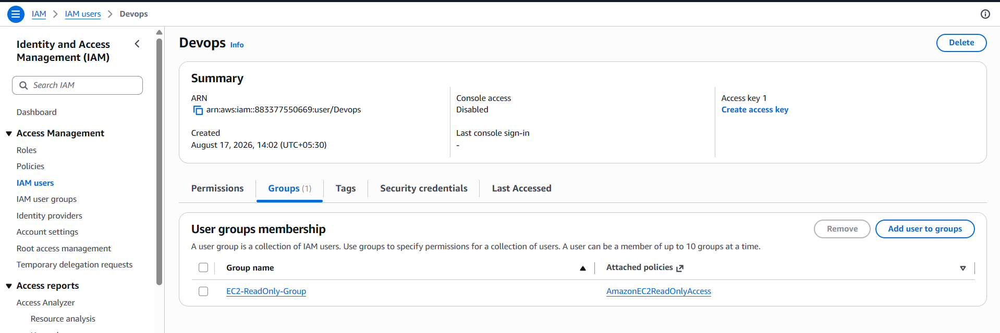 IAM > IAM users > Devops
Identity and Access
Management (IAM)
Search IAM
Dashboard
Access Management
Roles
Policies
IAM users
IAM user groups
Identity providers
Account settings
Root access management
Temporary delegation requests
Access reports
Access Analyzer
Resource analysis
Devops Info
Delete
Summary
ARN
arn:aws:iam::883377550669:user/Devops
Created
August 17, 2026, 14:02 (UTC+05:30)
Console access
Disabled
Last console sign-in
-
Access key 1
Create access key
Permissions Groups (1) Tags Security credentials Last Accessed
User groups membership
Remove Add user to groups
A user group is a collection of IAM users. Use groups to specify permissions for a collection of users. A user can be a member of up to 10 groups at a time.
Group name Attached policies
EC2-ReadOnly-Group AmazonEC2ReadOnlyAccess